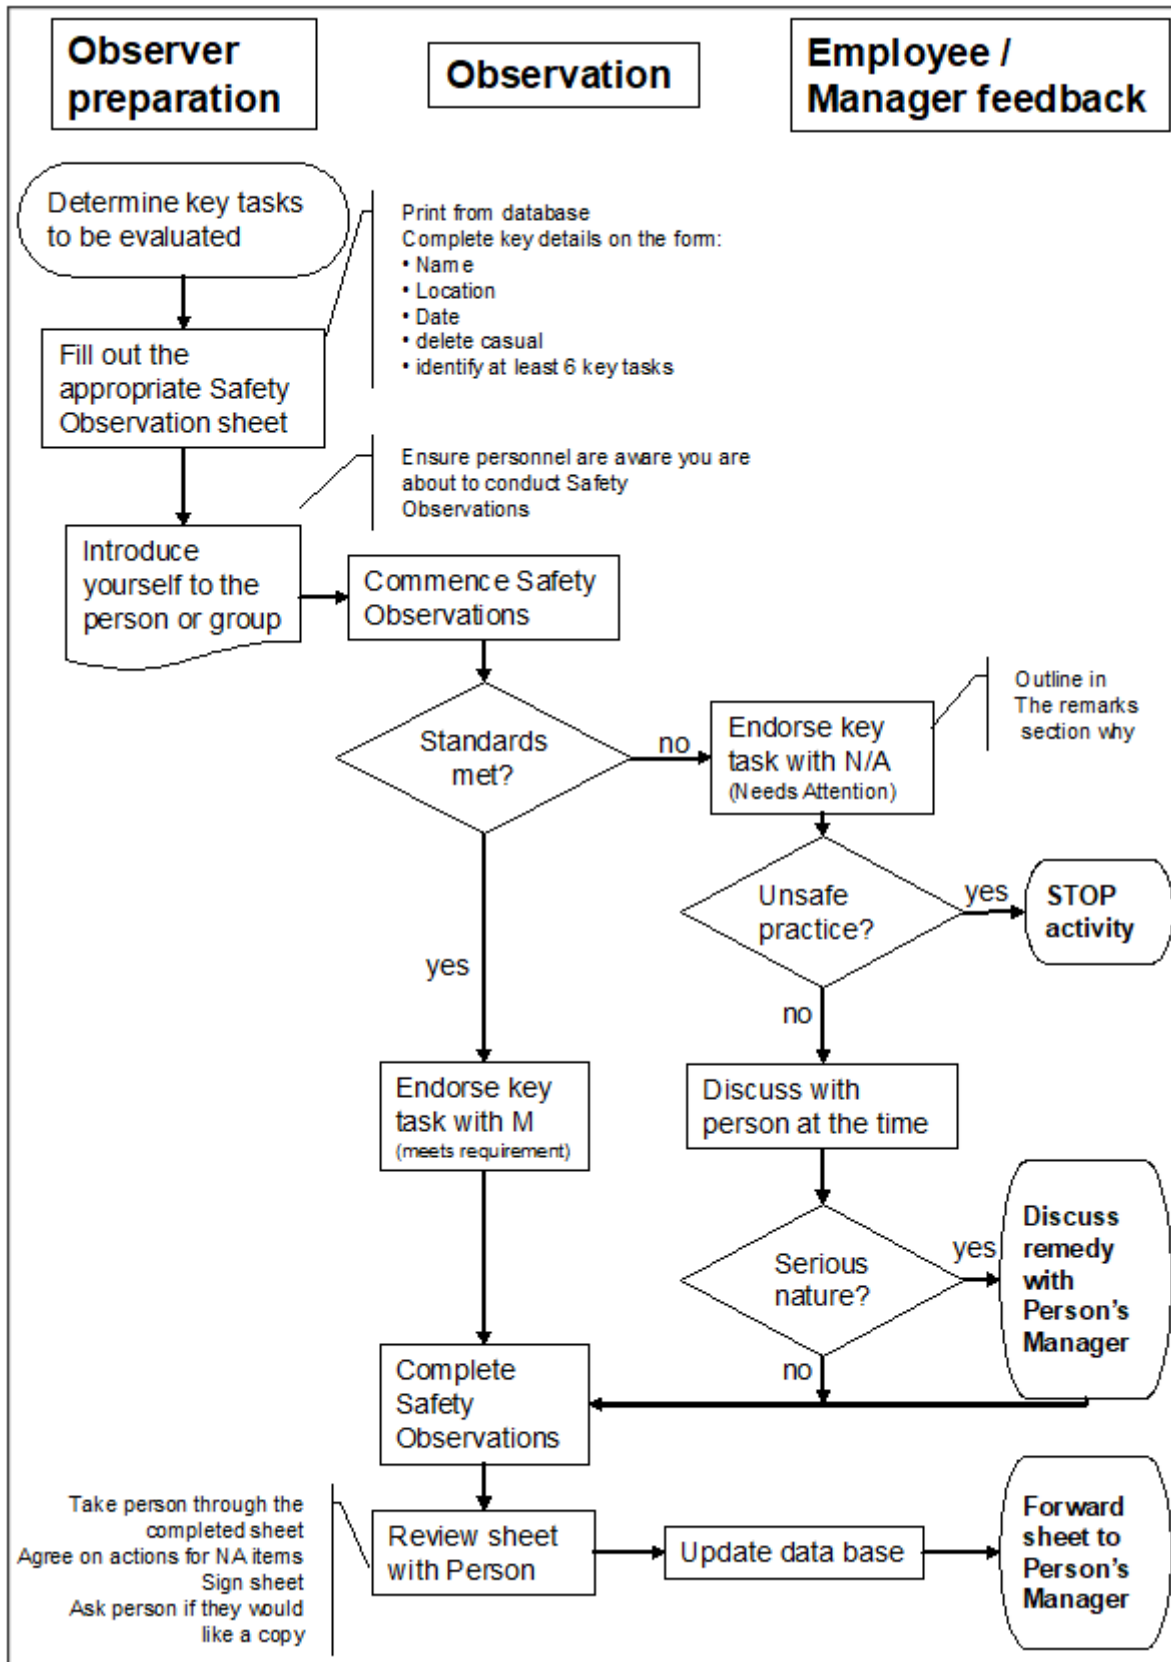 Observer
preparation
Observation
Employee /
Manager feedback
Determine key tasks
to be evaluated
Print from database
Complete key details on the form:
• Name
• Location
• Date
• delete casual
• identify at least 6 key tasks
Fill out the
appropriate Safety
Observation sheet
Ensure personnel are aware you are
about to conduct Safety
Observations
Introduce
yourself to the
person or group
Commence Safety
Observations
Standards
met?
no
Endorse key
task with N/A
(Needs Attention)
Outline in
The remarks
section why
Unsafe
practice?
yes
STOP
activity
yes
no
Endorse key
task with M
(meets requirement)
Discuss with
person at the time
Serious
nature?
yes
Discuss
remedy
with
Person's
Manager
no
Complete
Safety
Observations
Take person through the
completed sheet
Agree on actions for NA items
Sign sheet
Ask person if they would
like a copy
Review sheet
with Person
Update data base
Forward
sheet to
Person's
Manager